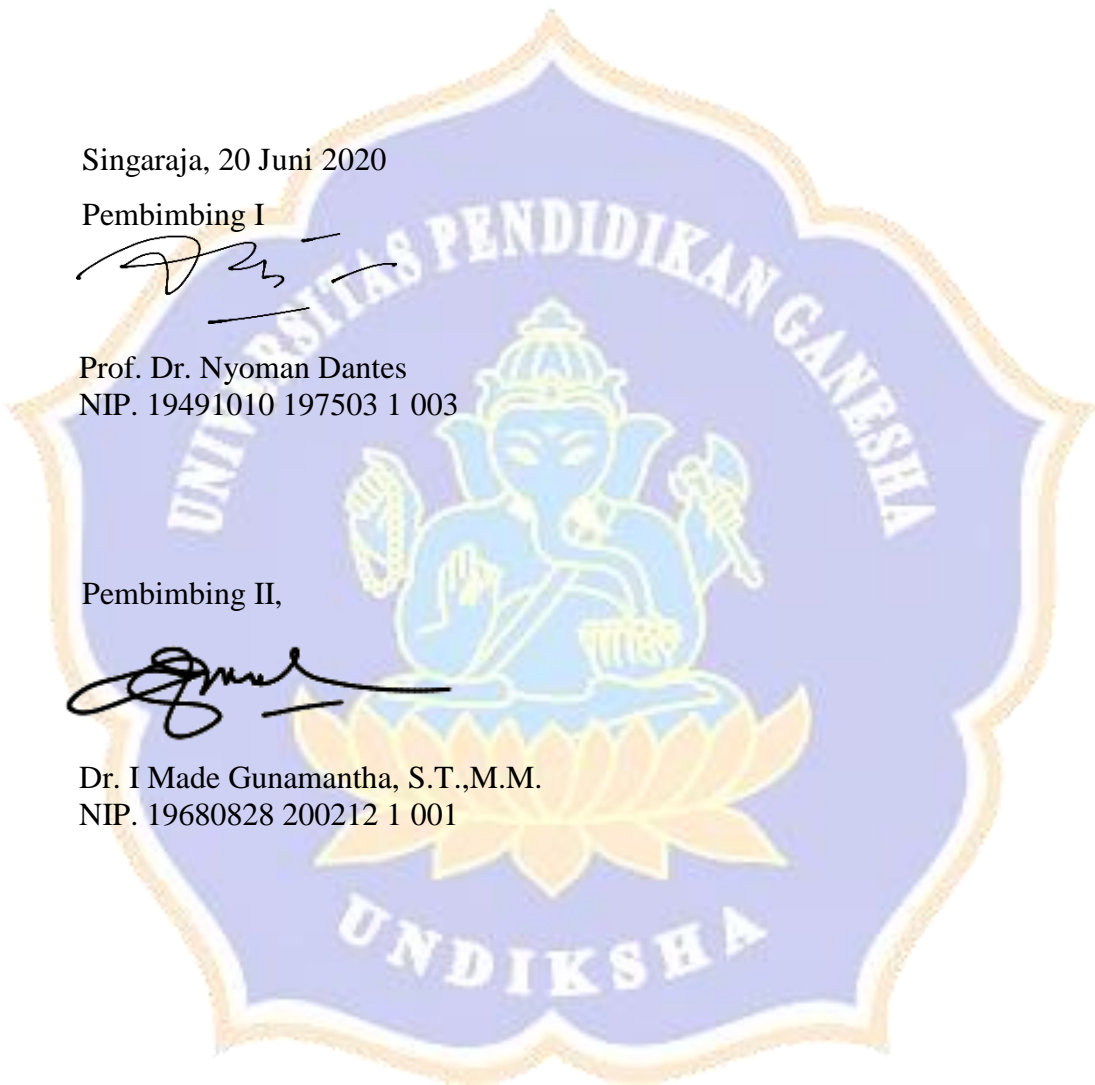 Singaraja, 20 Juni 2020
Pembimbing I
Prof. Dr. Nyoman Dantes
NIP. 19491010 197503 1 003
Pembimbing II,
Dr. I Made Gunamantha, S.T.,M.M.
NIP. 19680828 200212 1 001
UNIVERSITAS PENDIDIKAN GANESHA
UNDIKSHA